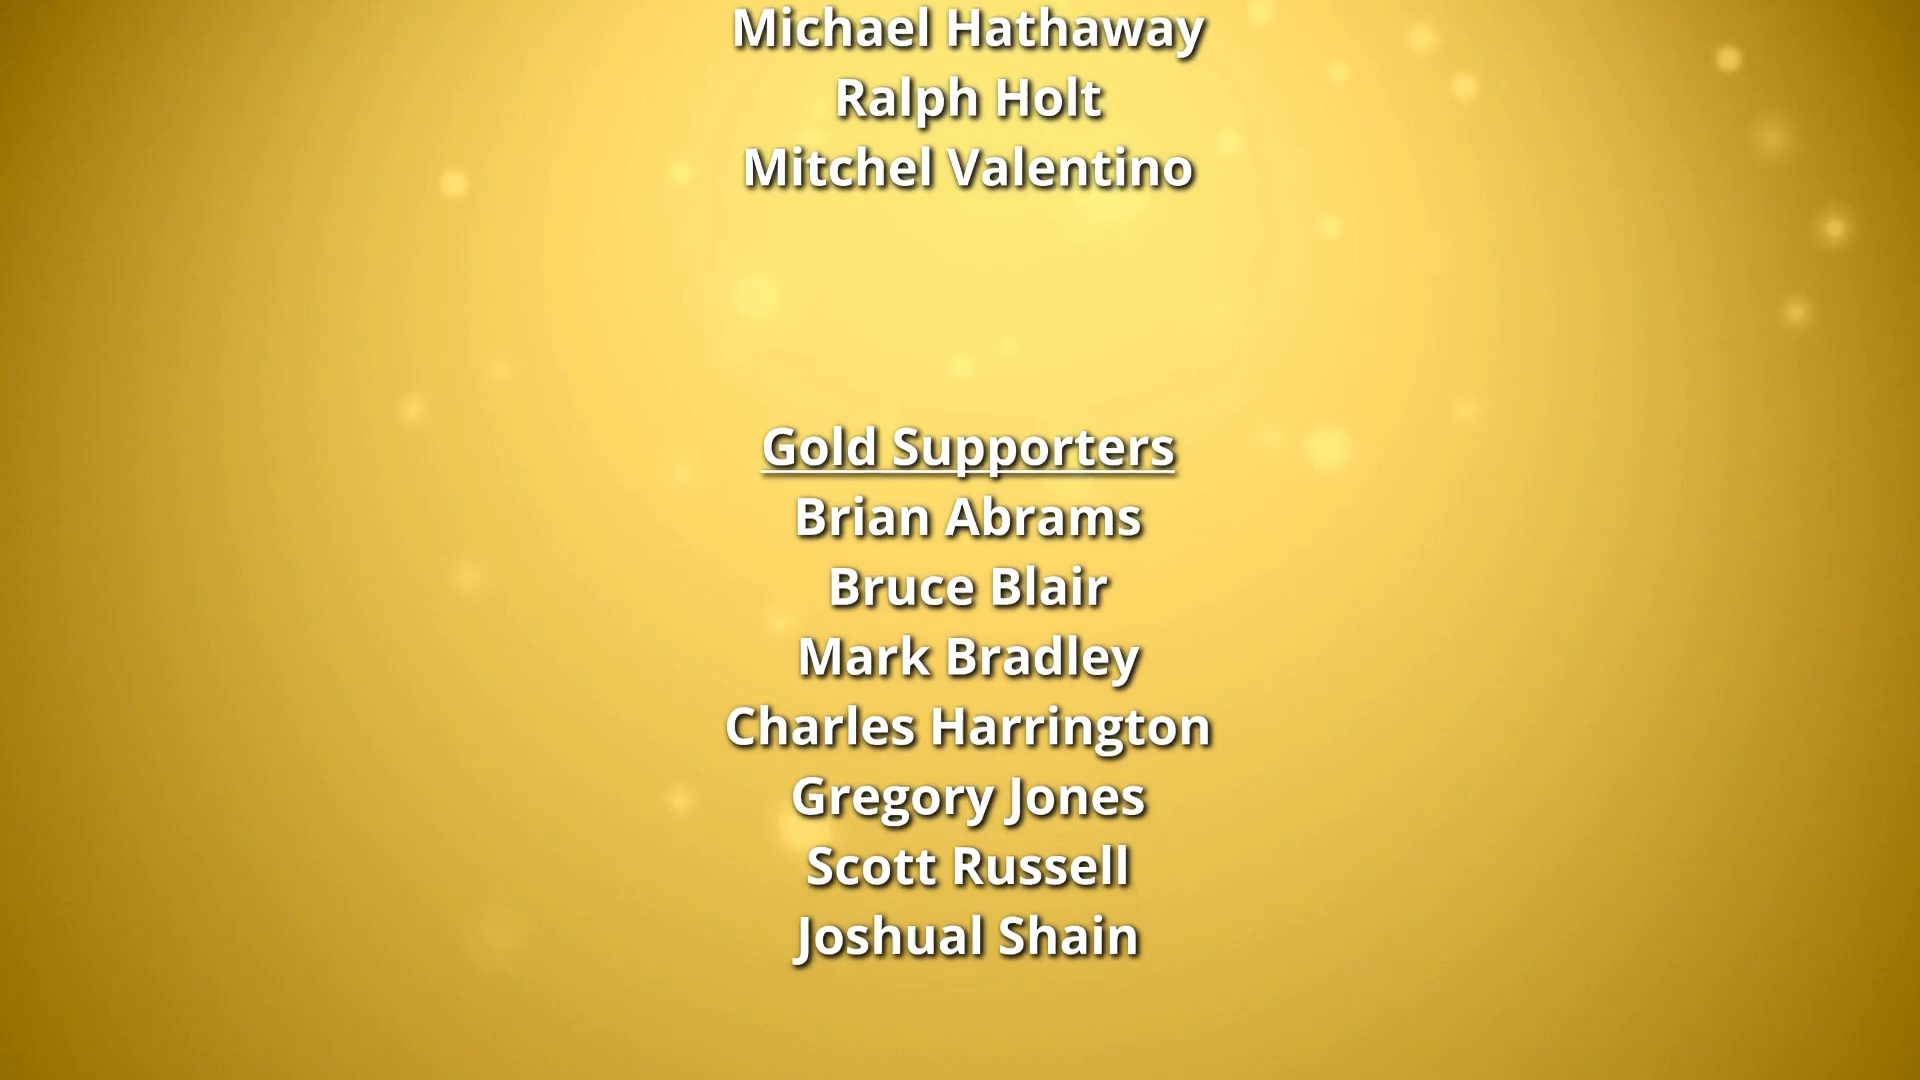 Michael Hathaway
Ralph Holt
Mitchel Valentino
Gold Supporters
Brian Abrams
Bruce Blair
Mark Bradley
Charles Harrington
Gregory Jones
Scott Russell
Joshual Shain